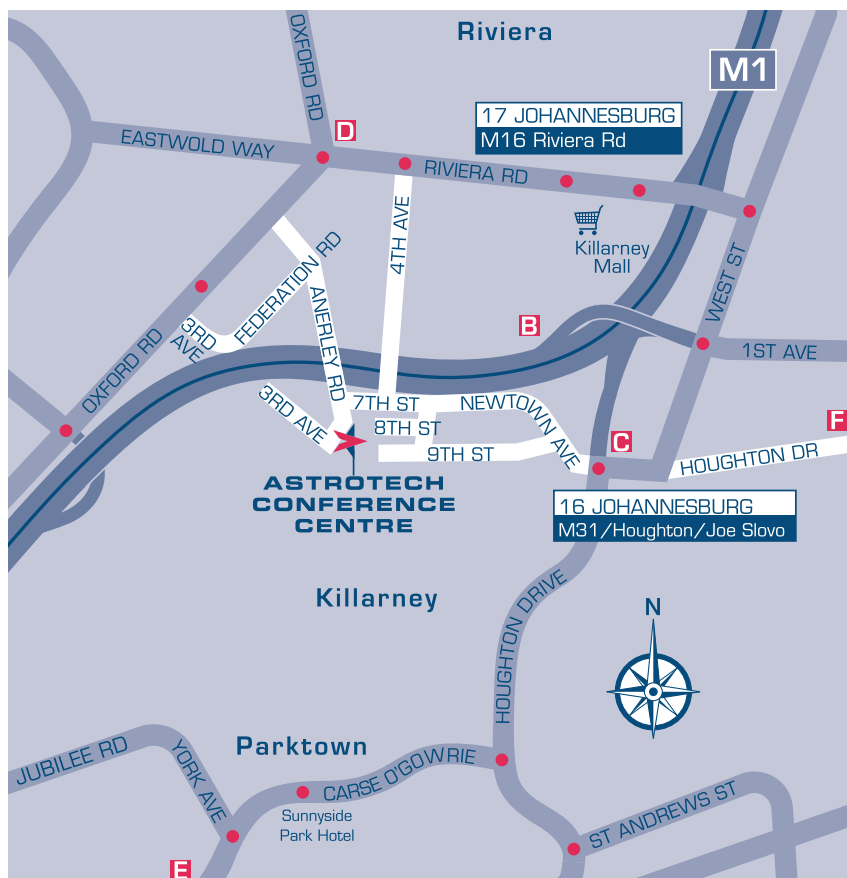 Riviera
OXFORD RD
M1
17 JOHANNESBURG
M16 Riviera Rd
D
EASTWOLD WAY
RIVIERA RD
4TH AVE
Killarney
Mall
FEDERATION RD
WEST ST
3RD
AVE
ANERLEY RD
B
1ST AVE
OXFORD RD
3RD AVE
7TH ST
NEWTOWN AVE
8TH ST
9TH ST
C
F
HOUGHTON DR
ASTROTECH
CONFERENCE
CENTRE
16 JOHANNESBURG
M31/Houghton/Joe Slovo
Killarney
HOUGHTON DRIVE
N
Parktown
JUBILEE RD
YORK AVE
CARSE O'GOWRIE
Sunnyside
Park Hotel
ST ANDREWS ST
E